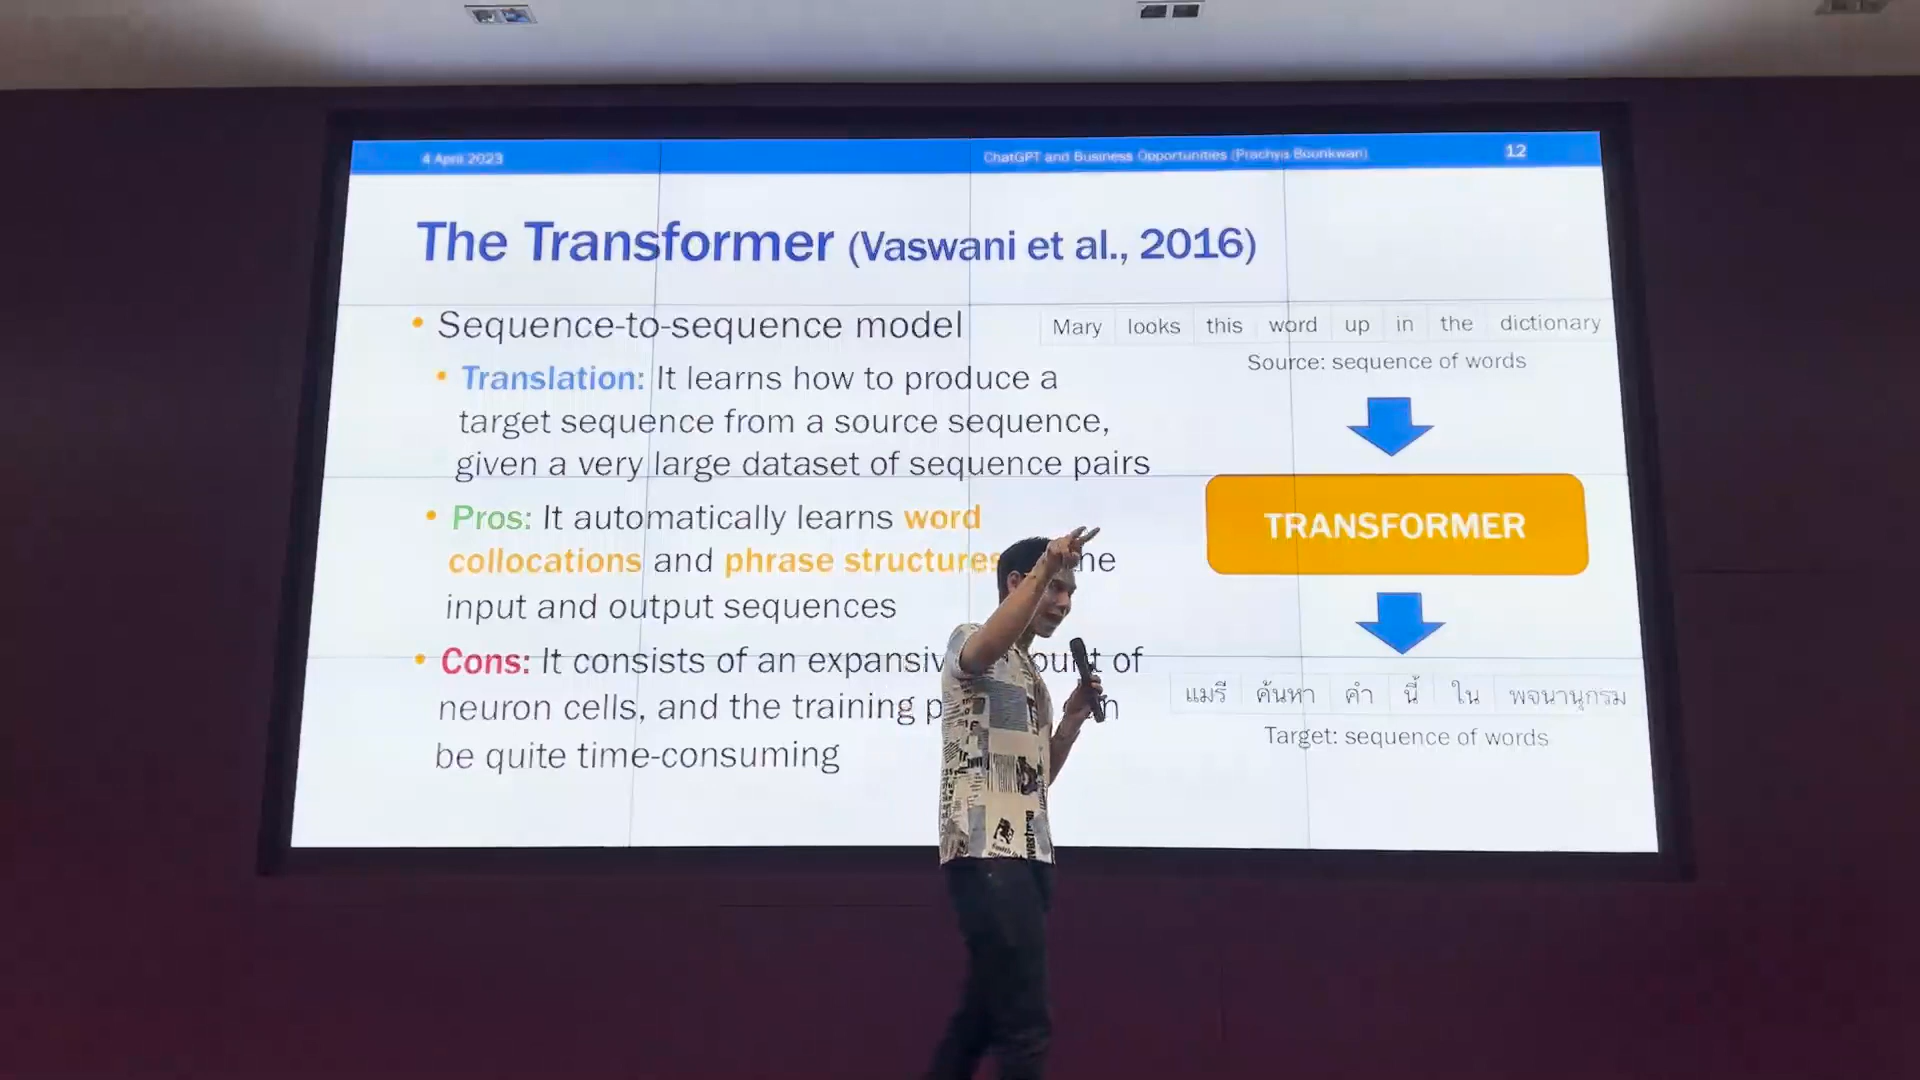 4 April 2023
ChatGPT and Business Opportunities (Prachya Boonkwan)
12
The Transformer (Vaswani et al., 2016)
• Sequence-to-sequence model
• Translation: It learns how to produce a
target sequence from a source sequence,
given a very large dataset of sequence pairs
• Pros: It automatically learns word
collocations and phrase structures he
input and output sequences
• Cons: It consists of an expansiv ount of
neuron cells, and the training p n
be quite time-consuming
Mary looks this word up in the dictionary
Source: sequence of words
TRANSFORMER
แมรี ค้นหา คำ นี้ ใน พจนานุกรม
Target: sequence of words